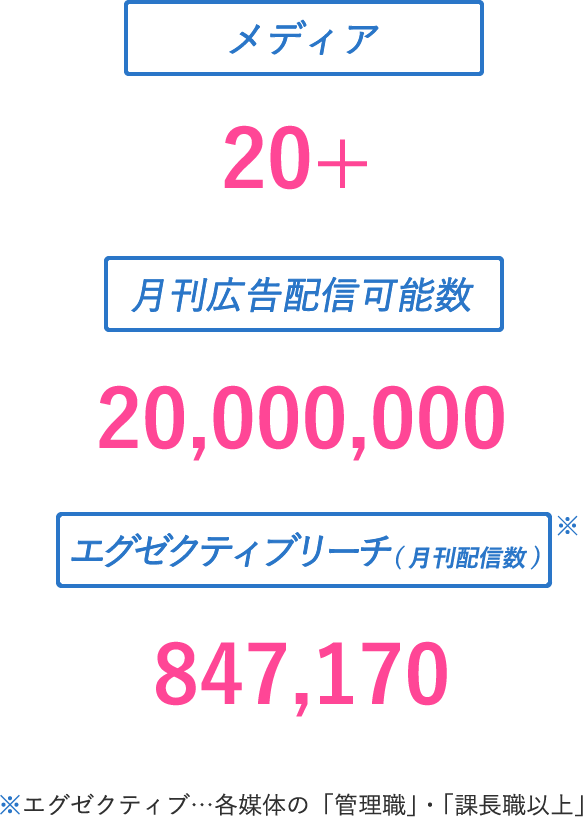 メディア
20+
月刊広告配信可能数
20,000,000
エグゼクティブリーチ(月刊配信数)※
847,170
※エグゼクティブ…各媒体の「管理職」・「課長職以上」